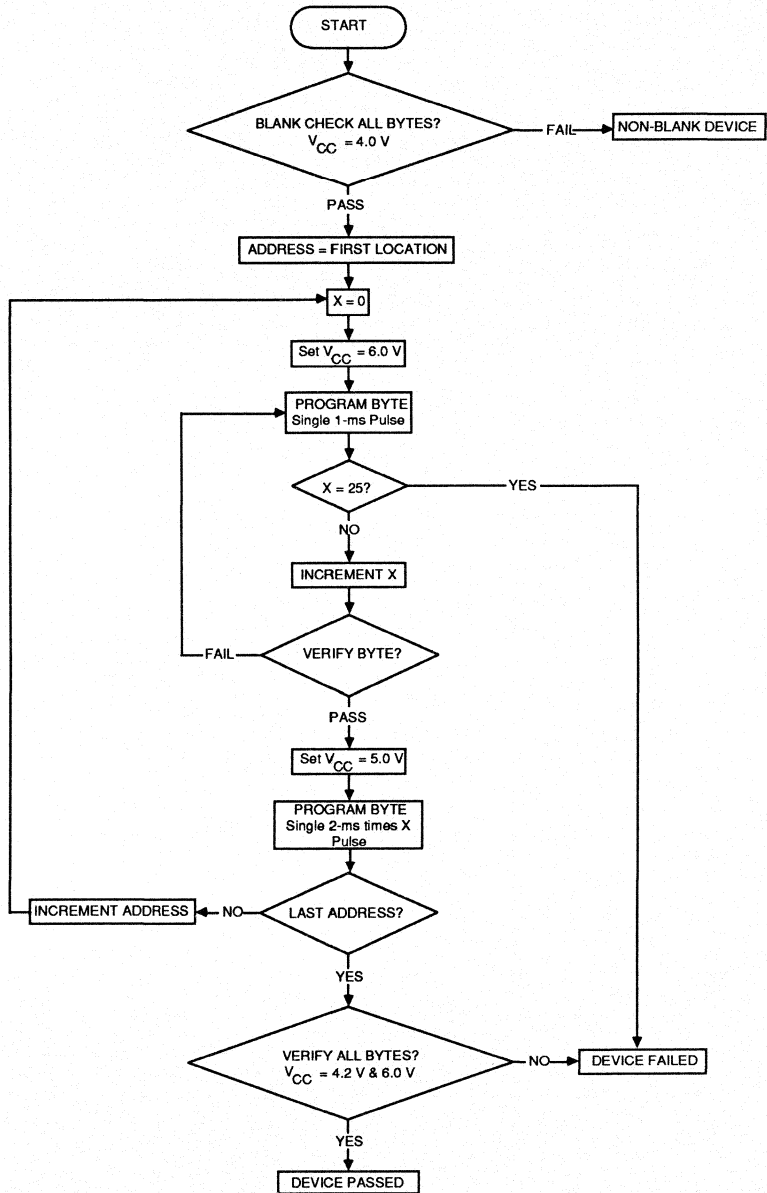 START
BLANK CHECK ALL BYTES?
VCC = 4.0 V
FAIL
NON-BLANK DEVICE
PASS
ADDRESS = FIRST LOCATION
X = 0
Set VCC = 6.0 V
PROGRAM BYTE
Single 1-ms Pulse
X = 25?
YES
NO
INCREMENT X
VERIFY BYTE?
FAIL
PASS
Set VCC = 5.0 V
PROGRAM BYTE
Single 2-ms times X
Pulse
LAST ADDRESS?
NO
INCREMENT ADDRESS
YES
VERIFY ALL BYTES?
VCC = 4.2 V & 6.0 V
NO
DEVICE FAILED
YES
DEVICE PASSED